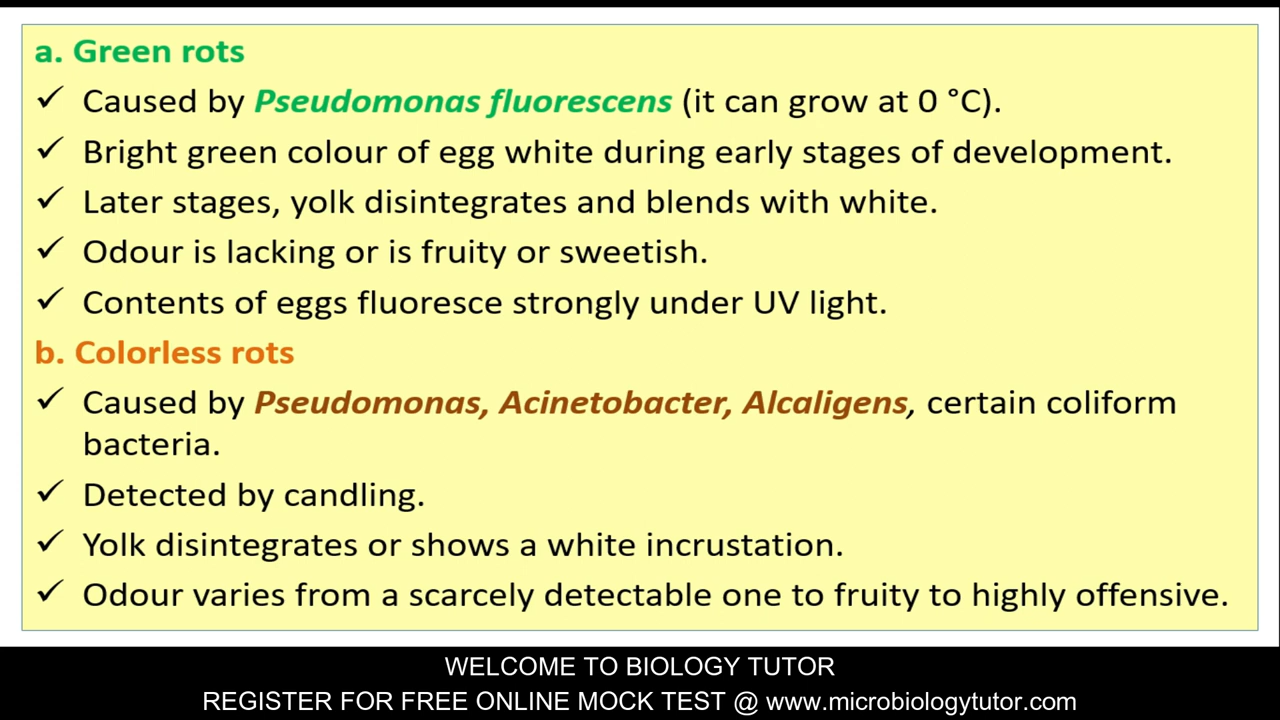 a. Green rots
✓ Caused by Pseudomonas fluorescens (it can grow at 0 °C).
✓ Bright green colour of egg white during early stages of development.
✓ Later stages, yolk disintegrates and blends with white.
✓ Odour is lacking or is fruity or sweetish.
✓ Contents of eggs fluoresce strongly under UV light.
b. Colorless rots
✓ Caused by Pseudomonas, Acinetobacter, Alcaligens, certain coliform
bacteria.
✓ Detected by candling.
✓ Yolk disintegrates or shows a white incrustation.
✓ Odour varies from a scarcely detectable one to fruity to highly offensive.
WELCOME TO BIOLOGY TUTOR
REGISTER FOR FREE ONLINE MOCK TEST @ www.microbiologytutor.com